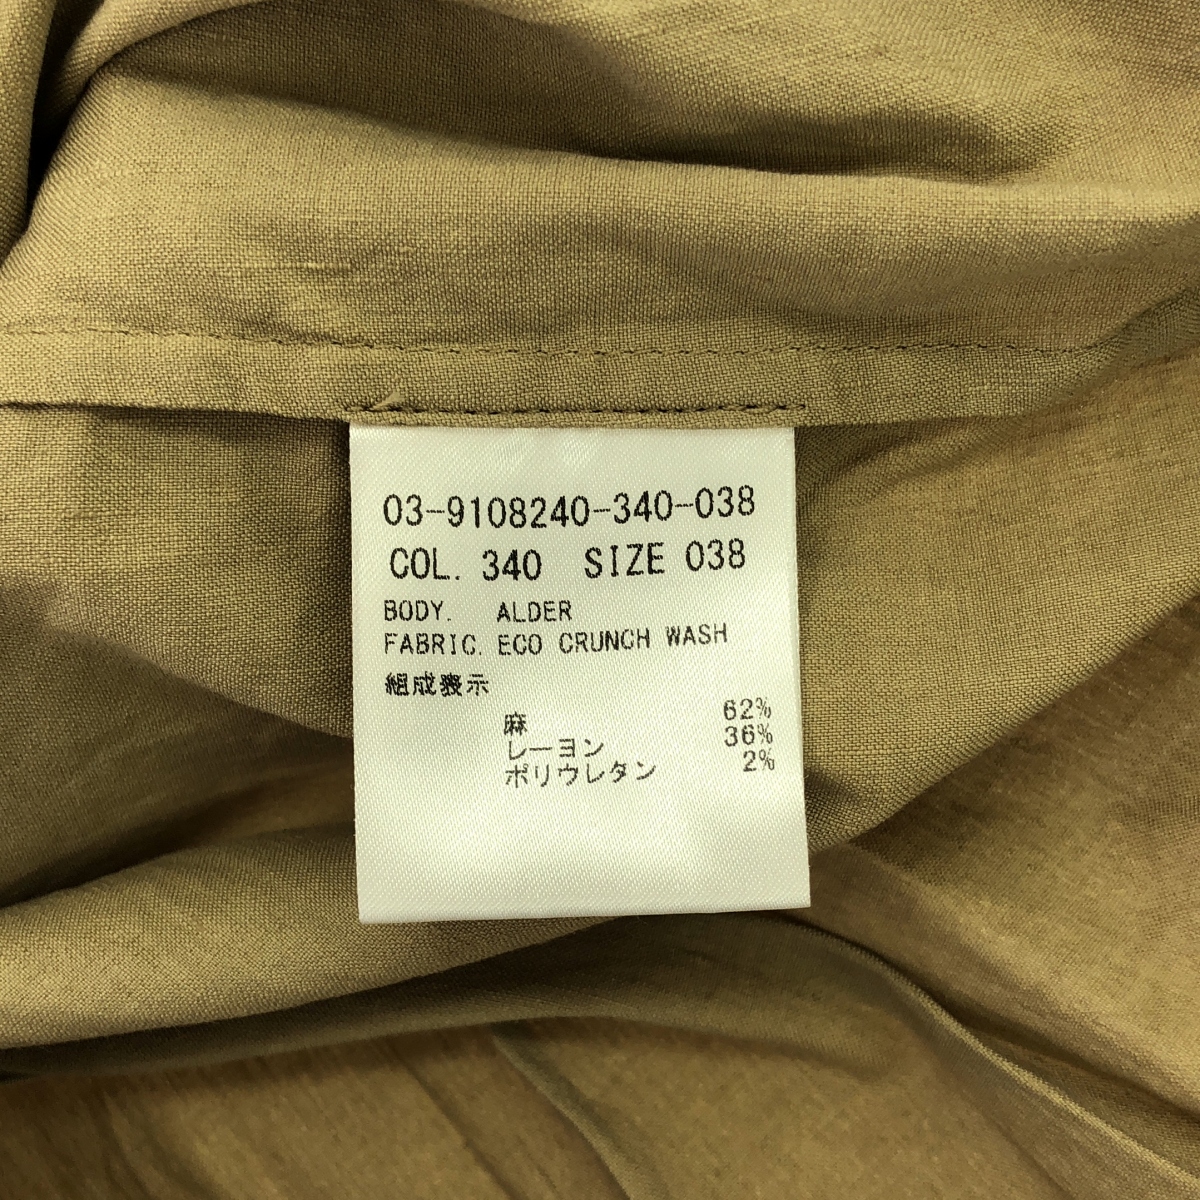 03-9108240-340-038
COL. 340 SIZE 038
BODY. ALDER
FABRIC. ECO CRUNCH WASH
組成表示
麻 62%
レーヨン 36%
ポリウレタン 2%